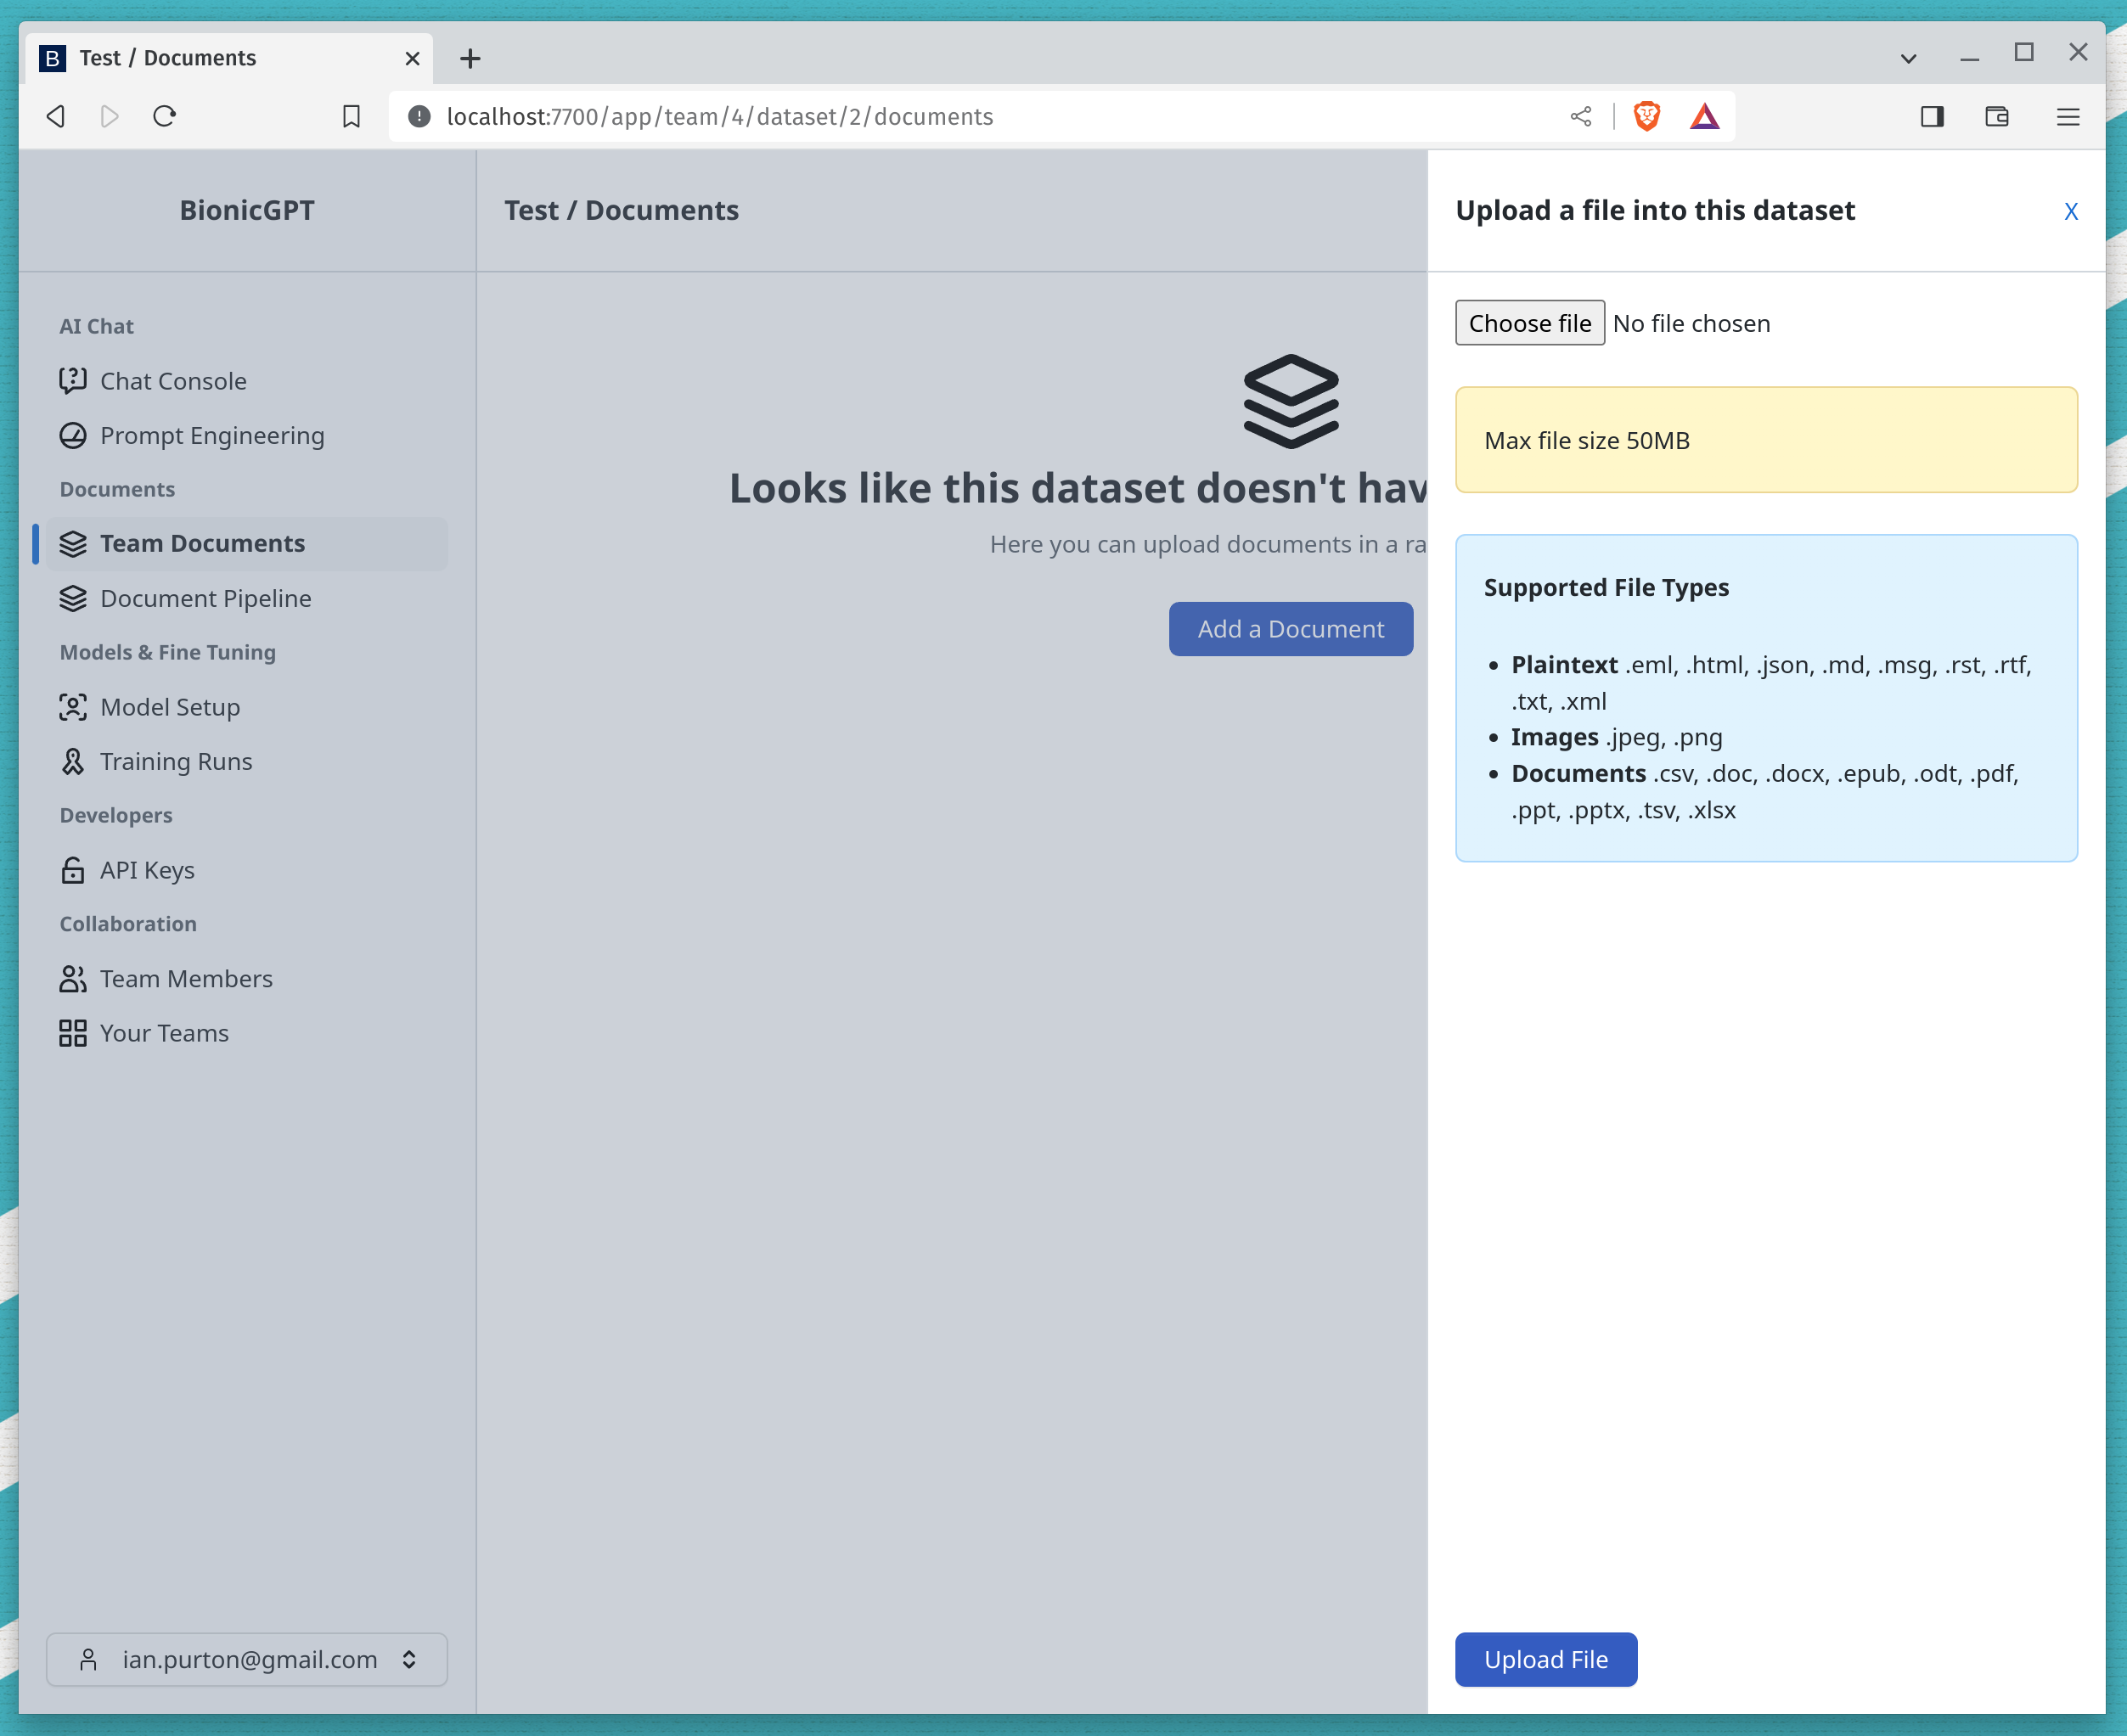 B Test / Documents
localhost:7700/app/team/4/dataset/2/documents
BionicGPT
AI Chat
Chat Console
Prompt Engineering
Documents
Team Documents
Document Pipeline
Models & Fine Tuning
Model Setup
Training Runs
Developers
API Keys
Collaboration
Team Members
Your Teams
ian.purton@gmail.com
Test / Documents
Looks like this dataset doesn't hav
Here you can upload documents in a ra
Add a Document
Upload a file into this dataset X
Choose file No file chosen
Max file size 50MB
Supported File Types
• Plaintext .eml, .html, .json, .md, .msg, .rst, .rtf,
.txt, .xml
• Images .jpeg, .png
• Documents .csv, .doc, .docx, .epub, .odt, .pdf,
.ppt, .pptx, .tsv, .xlsx
Upload File